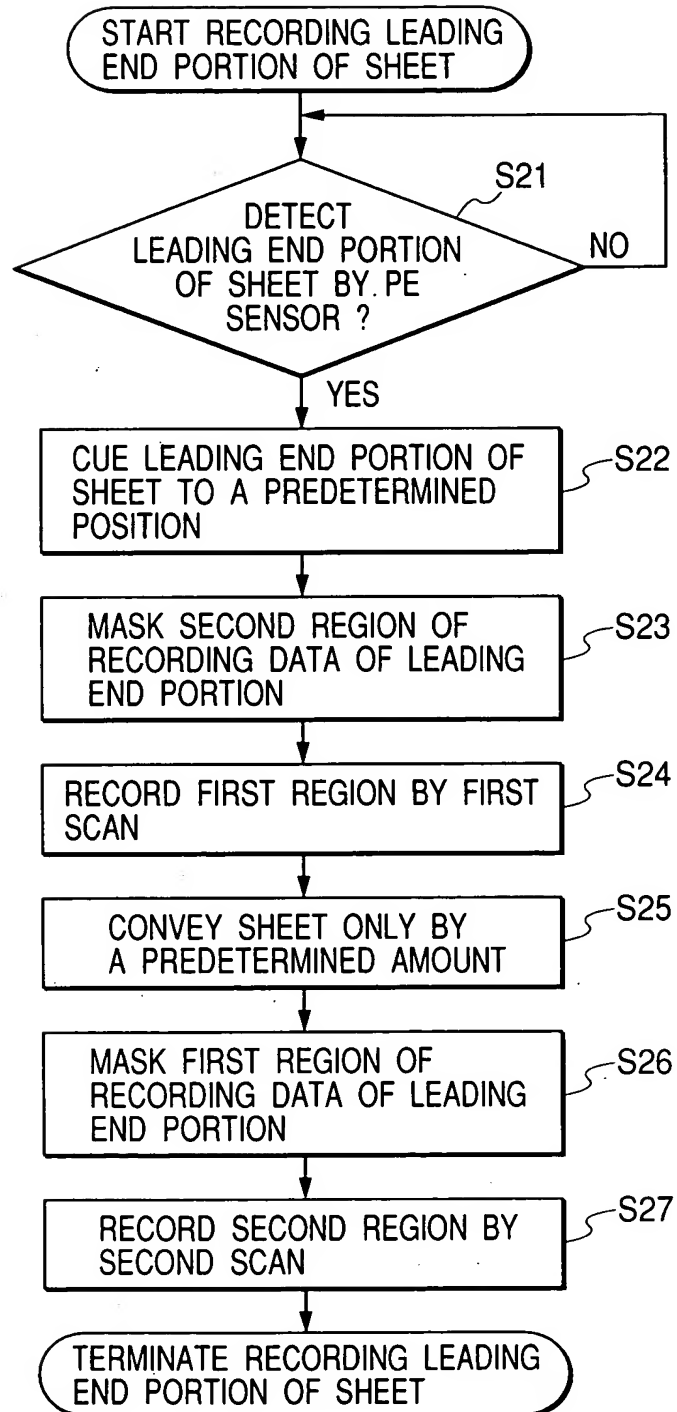 START RECORDING LEADING
END PORTION OF SHEET
S21
DETECT
LEADING END PORTION
OF SHEET BY PE
SENSOR ?
NO
YES
CUE LEADING END PORTION OF
SHEET TO A PREDETERMINED
POSITION
S22
MASK SECOND REGION OF
RECORDING DATA OF LEADING
END PORTION
S23
RECORD FIRST REGION BY FIRST
SCAN
S24
CONVEY SHEET ONLY BY
A PREDETERMINED AMOUNT
S25
MASK FIRST REGION OF
RECORDING DATA OF LEADING
END PORTION
S26
RECORD SECOND REGION BY
SECOND SCAN
S27
TERMINATE RECORDING LEADING
END PORTION OF SHEET